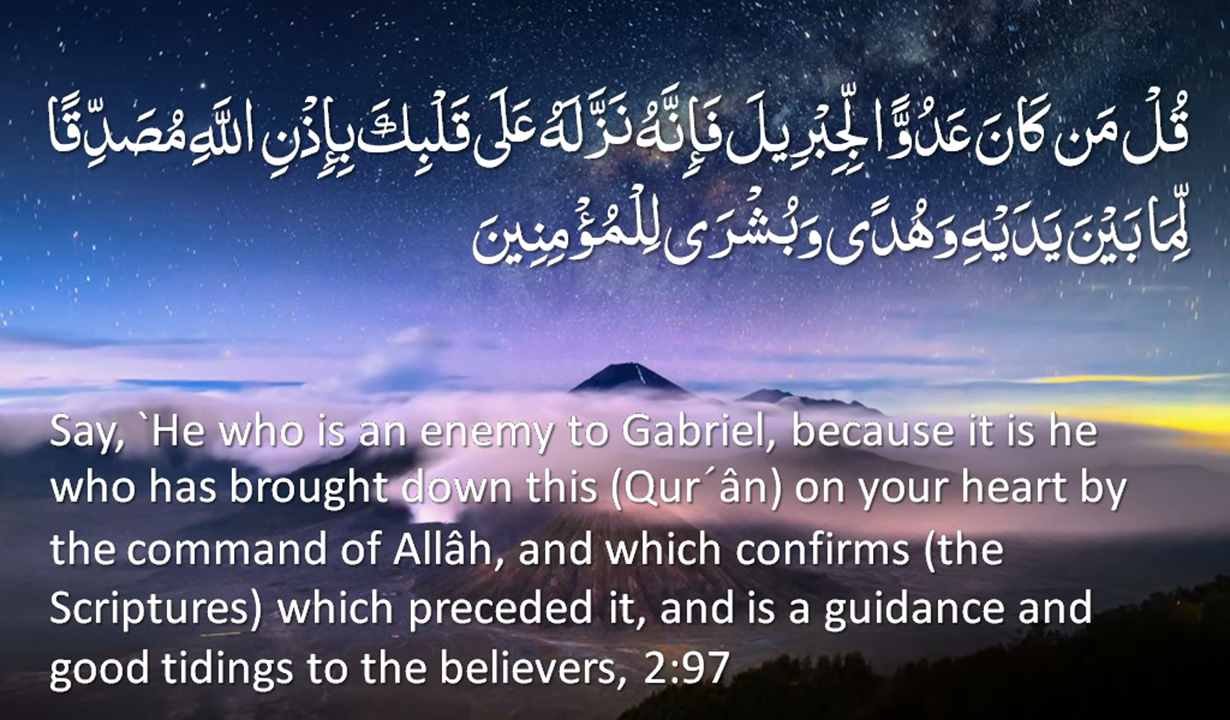 قُلْ مَن كَانَ عَدُوًّا لِّجِبْرِيلَ فَإِنَّهُ نَزَّلَهُ عَلَى قَلْبِكَ بِإِذْنِ اللَّهِ مُصَدِّقًا
لِّمَا بَيْنَ يَدَيْهِ وَهُدًى وَبُشْرَى لِلْمُؤْمِنِينَ
Say, `He who is an enemy to Gabriel, because it is he
who has brought down this (Qur´ân) on your heart by
the command of Allâh, and which confirms (the
Scriptures) which preceded it, and is a guidance and
good tidings to the believers, 2:97